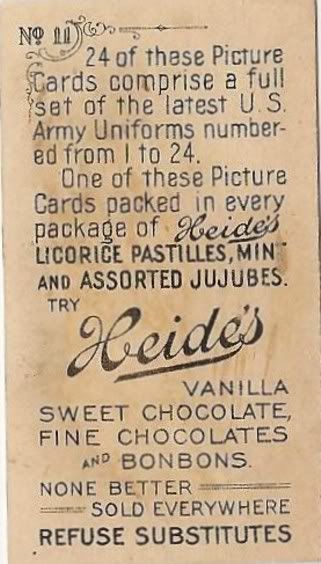 Nº 11
24 of these Picture
Cards comprise a full
set of the latest U.S.
Army Uniforms number-
ed from 1 to 24.
One of these Picture
Cards packed in every
package of Heide's
LICORICE PASTILLES, MINT
AND ASSORTED JUJUBES.
TRY
Heide's
VANILLA
SWEET CHOCOLATE,
FINE CHOCOLATES
AND BONBONS.
NONE BETTER
SOLD EVERYWHERE
REFUSE SUBSTITUTES